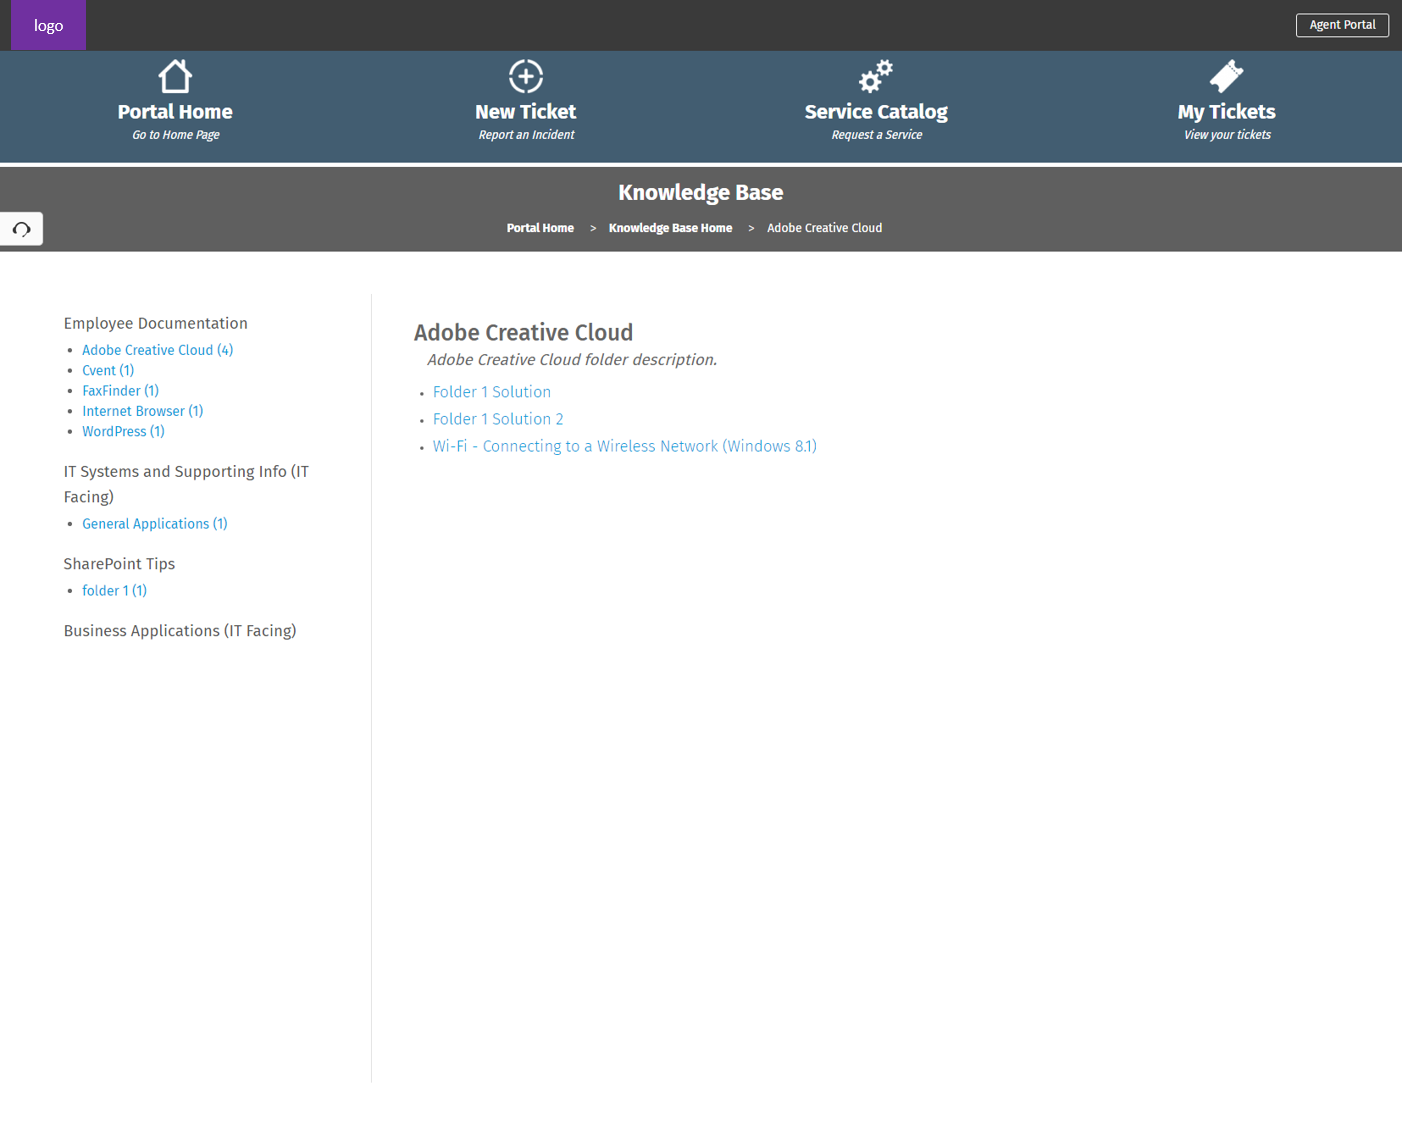 logo
Agent Portal
Portal Home
Go to Home Page
New Ticket
Report an Incident
Service Catalog
Request a Service
My Tickets
View your tickets
Knowledge Base
Portal Home > Knowledge Base Home > Adobe Creative Cloud
Employee Documentation
• Adobe Creative Cloud (4)
• Cvent (1)
• FaxFinder (1)
• Internet Browser (1)
• WordPress (1)
IT Systems and Supporting Info (IT
Facing)
• General Applications (1)
SharePoint Tips
• folder 1 (1)
Business Applications (IT Facing)
Adobe Creative Cloud
Adobe Creative Cloud folder description.
• Folder 1 Solution
• Folder 1 Solution 2
• Wi-Fi - Connecting to a Wireless Network (Windows 8.1)